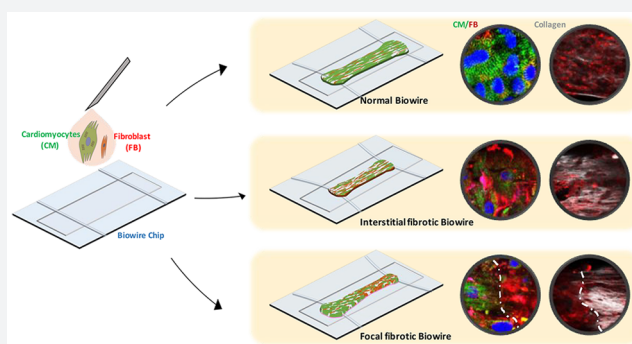 CM/FB
Collagen
Normal Biowire
Cardiomyocytes
(CM)
Fibroblast
(FB)
Biowire Chip
Interstitial fibrotic Biowire
Focal fibrotic Biowire